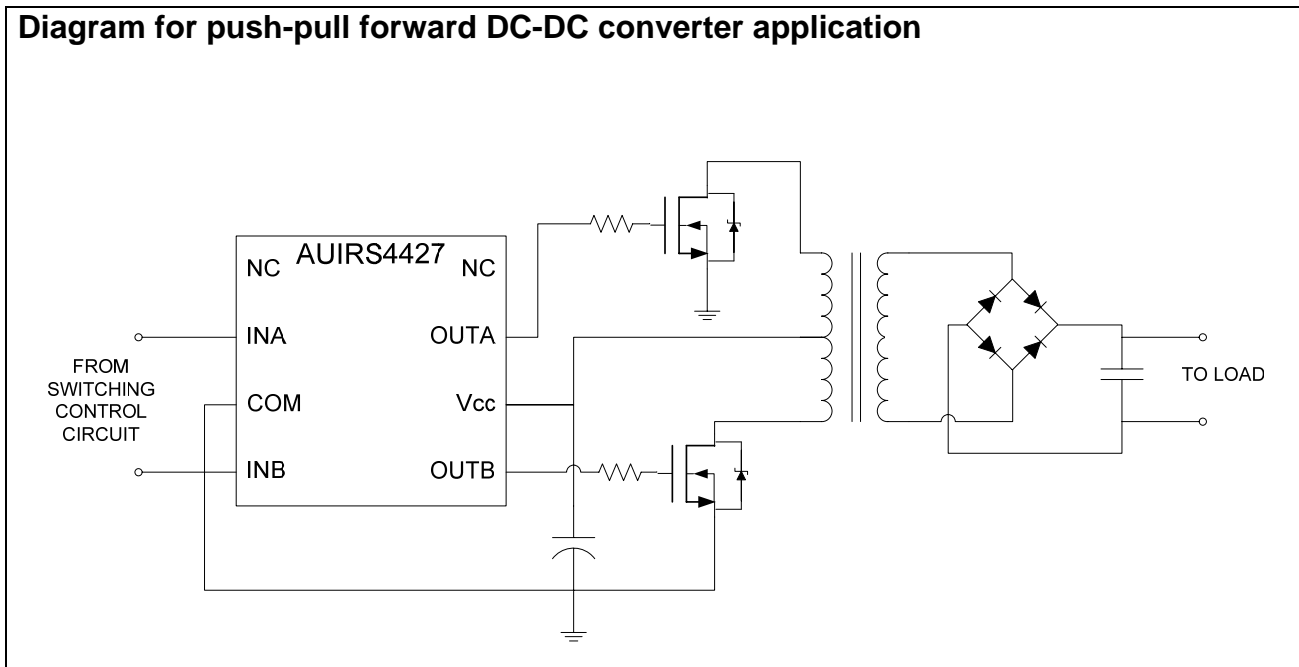 Diagram for push-pull forward DC-DC converter application
AUIRS4427
NC
NC
INA
OUTA
FROM
SWITCHING
CONTROL
CIRCUIT
COM
Vcc
INB
OUTB
TO LOAD